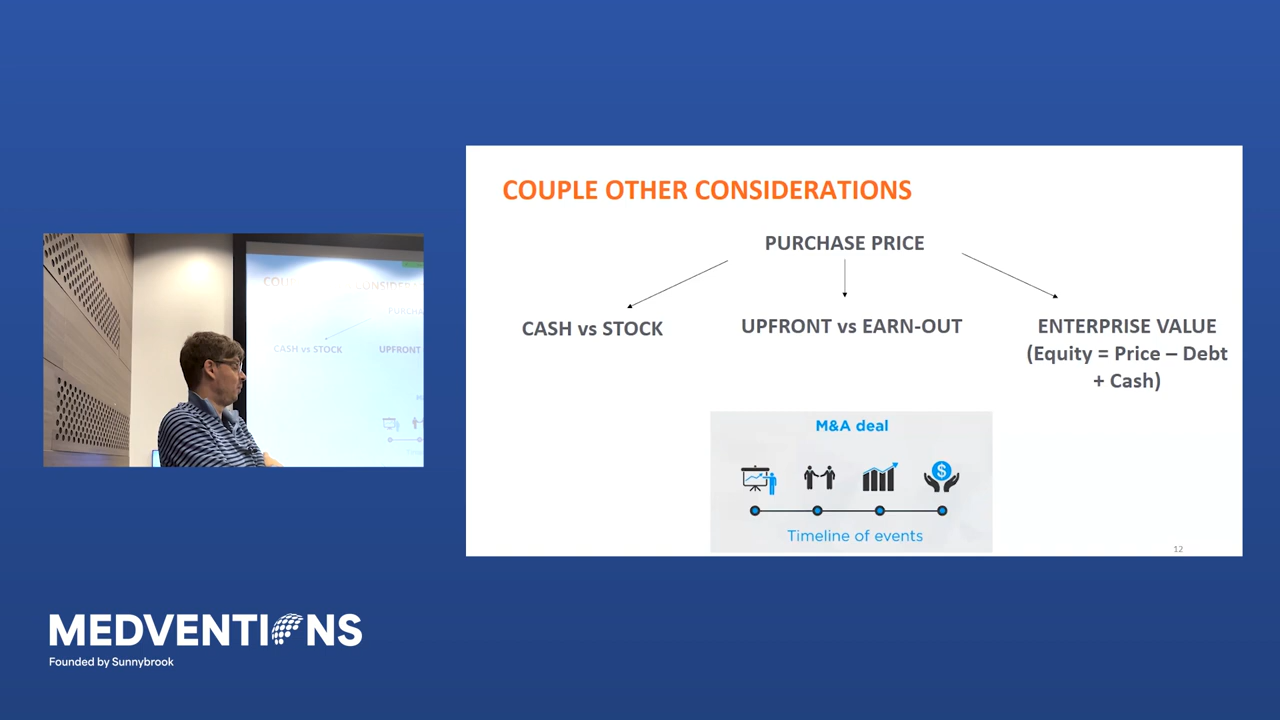 COUPLE OTHER CONSIDERATIONS
PURCHASE PRICE
CASH vs STOCK
UPFRONT vs EARN-OUT
ENTERPRISE VALUE
(Equity = Price – Debt
+ Cash)
M&A deal
$
Timeline of events
12
CASH vs STOCK
UPFRONT
MEDVENTIONS
Founded by Sunnybrook